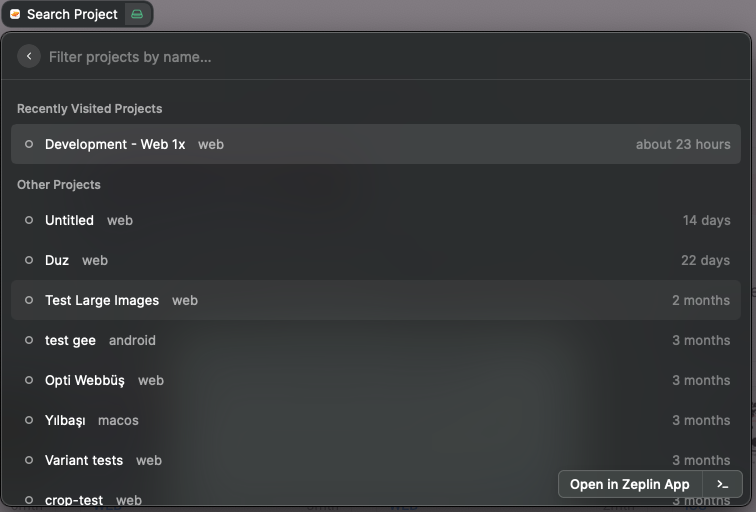 Search Project
Filter projects by name...
Recently Visited Projects
Development - Web 1x web about 23 hours
Other Projects
Untitled web 14 days
Duz web 22 days
Test Large Images web 2 months
test gee android 3 months
Opti Webbüş web 3 months
Yılbaşı macos 3 months
Variant tests web 3 months
crop-test web 3 months
Open in Zeplin App